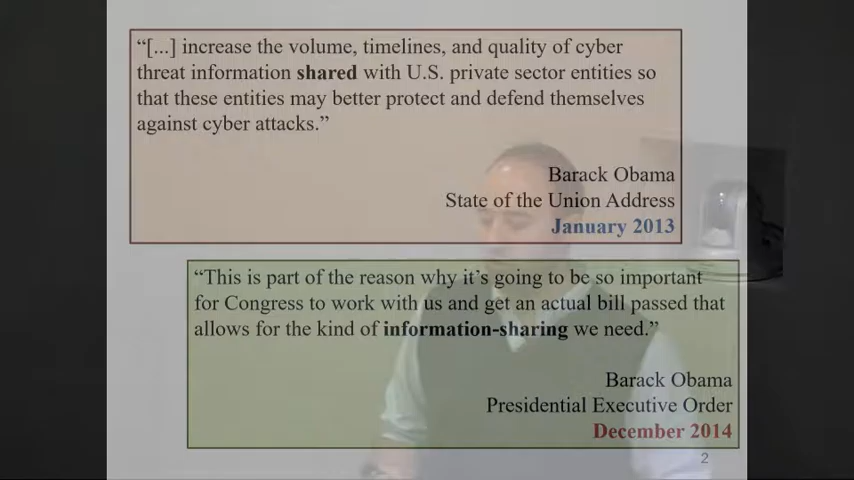 “[...] increase the volume, timelines, and quality of cyber
threat information shared with U.S. private sector entities so
that these entities may better protect and defend themselves
against cyber attacks.”
Barack Obama
State of the Union Address
January 2013
“This is part of the reason why it’s going to be so important
for Congress to work with us and get an actual bill passed that
allows for the kind of information-sharing we need.”
Barack Obama
Presidential Executive Order
December 2014
2